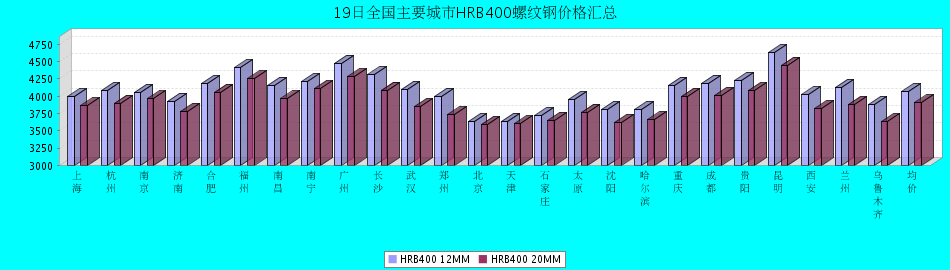 19日全国主要城市HRB400螺纹钢价格汇总
4750
4500
4250
4000
3750
3500
3250
3000
上海
杭州
南京
济南
合肥
福州
南昌
南宁
广州
长沙
武汉
郑州
北京
天津
石家庄
太原
沈阳
哈尔滨
重庆
成都
贵阳
昆明
西安
兰州
乌鲁木齐
均价
HRB400 12MM HRB400 20MM